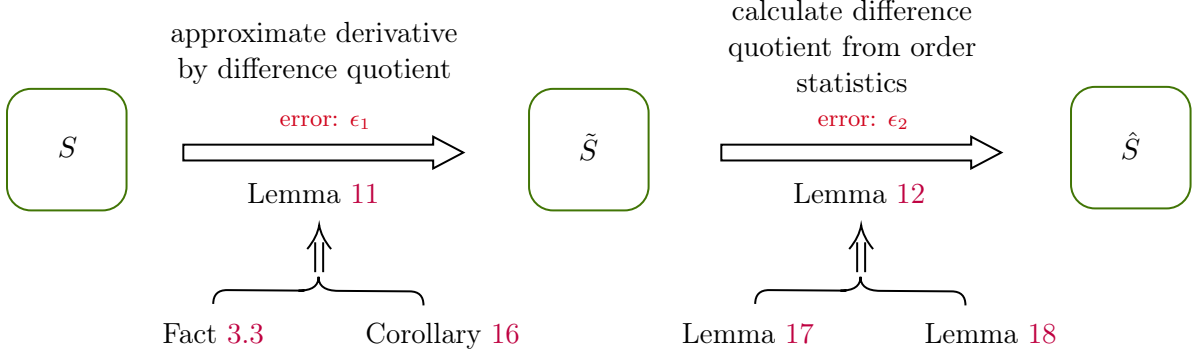 approximate derivative
by difference quotient
error: ϵ₁
S
Lemma 11
Fact 3.3
Corollary 16
calculate difference
quotient from order
statistics
error: ϵ₂
S̃
Lemma 12
Ŝ
Lemma 17
Lemma 18